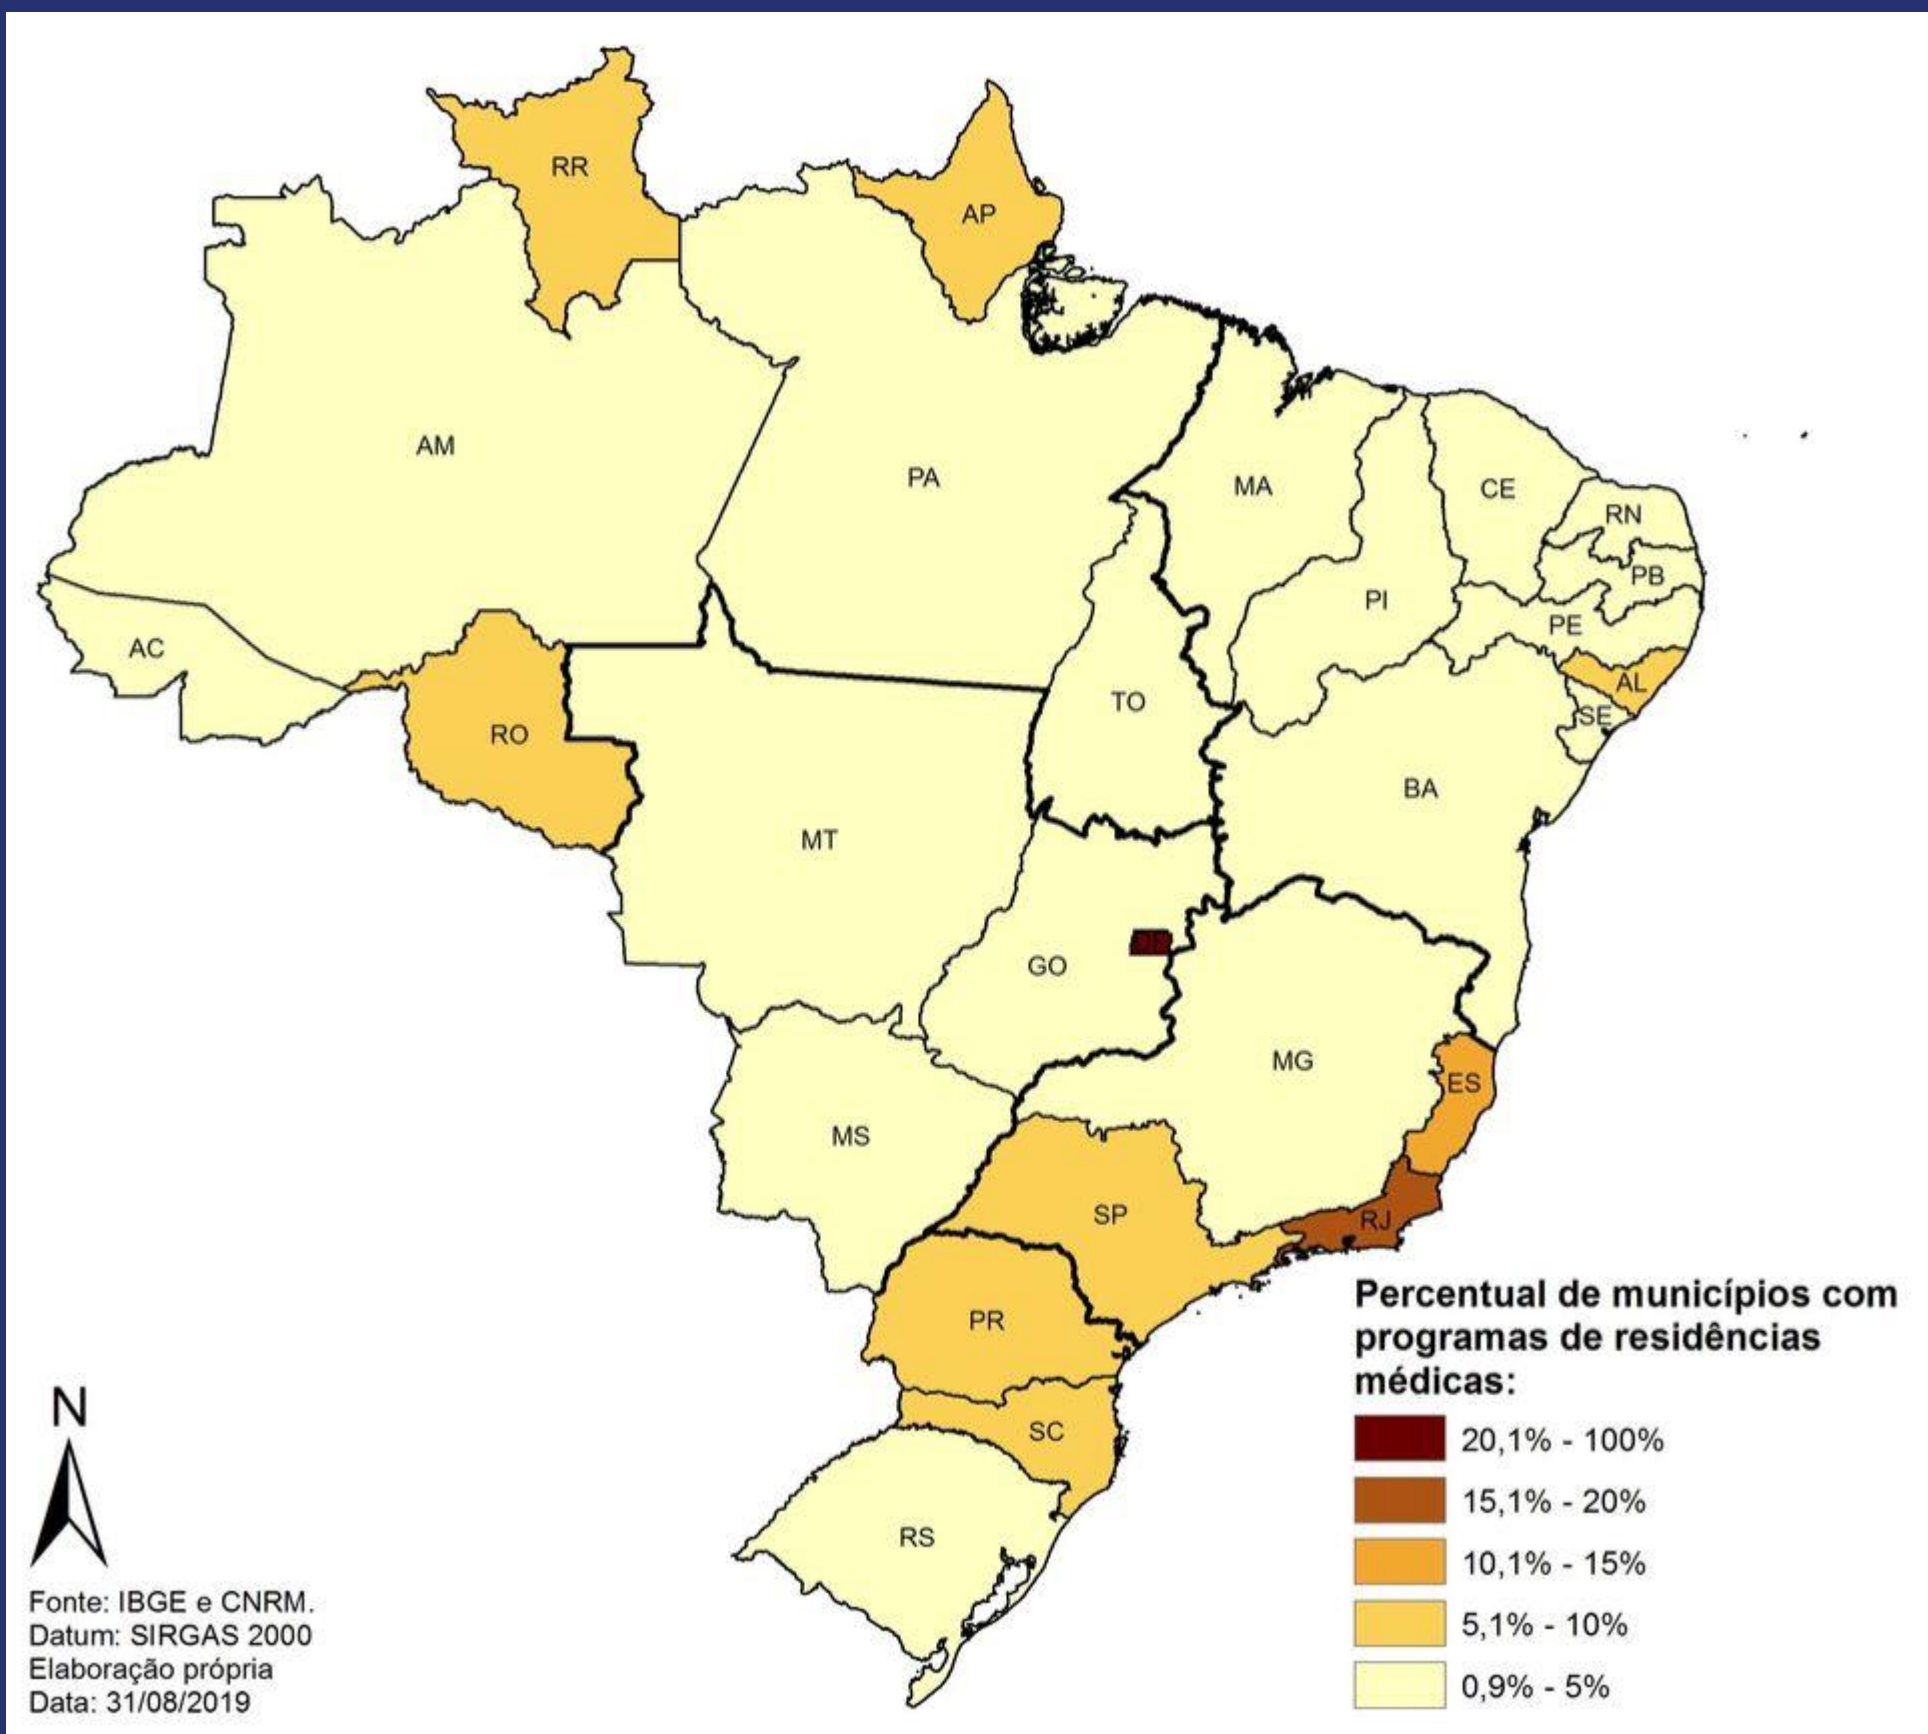 RR
AP
AM
PA
MA
CE
RN
PB
PI
PE
AC
AL
TO
SE
RO
BA
MT
GO
MG
ES
MS
SP
RJ
PR
SC
RS
Percentual de municípios com
programas de residências
médicas:
20,1% - 100%
15,1% - 20%
10,1% - 15%
5,1% - 10%
0,9% - 5%
N
Fonte: IBGE e CNRM.
Datum: SIRGAS 2000
Elaboração própria
Data: 31/08/2019